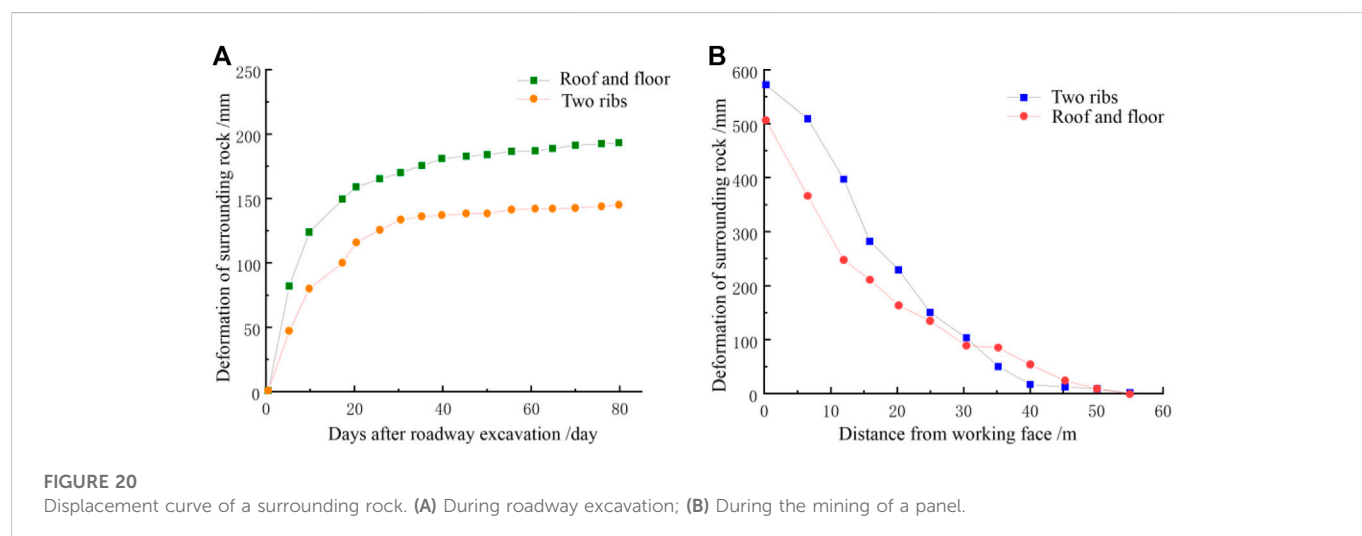 A
250
200
150
100
50
0
0
20
40
60
80
Deformation of surrounding rock /mm
Days after roadway excavation /day
Roof and floor
Two ribs
B
600
500
400
300
200
100
0
0
10
20
30
40
50
60
Deformation of surrounding rock /mm
Distance from working face /m
Two ribs
Roof and floor
FIGURE 20
Displacement curve of a surrounding rock. (A) During roadway excavation; (B) During the mining of a panel.